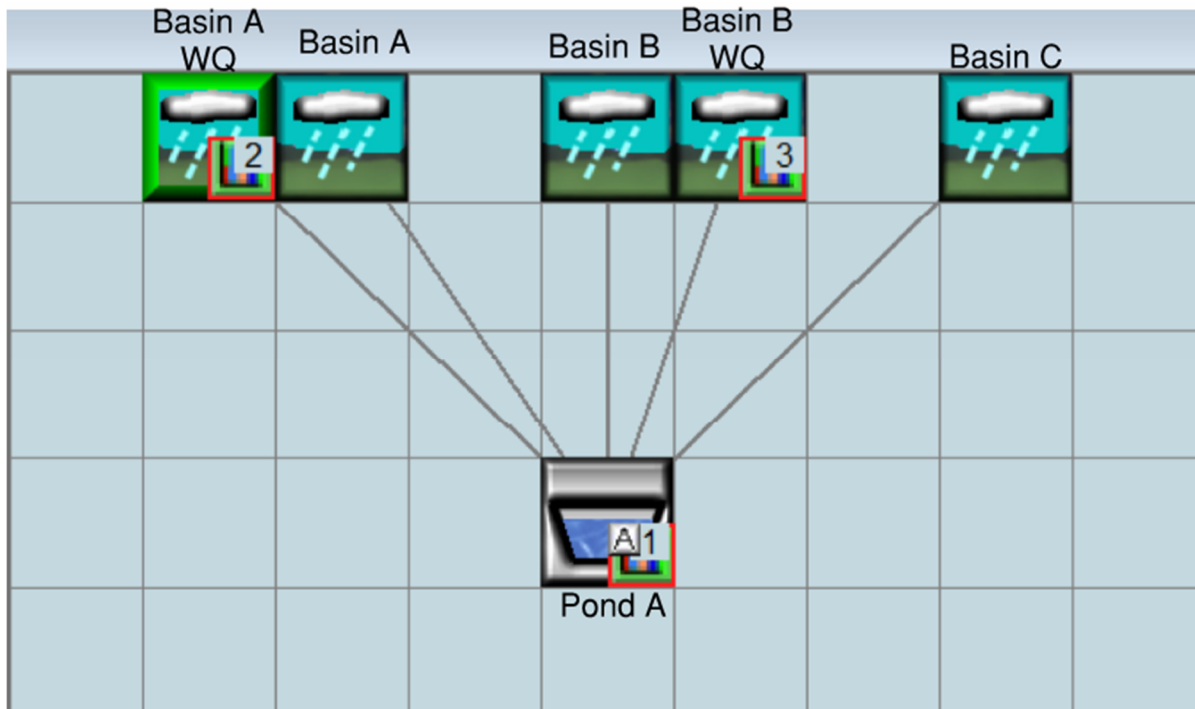 Basin A
WQ
Basin A
Basin B
Basin B
WQ
Basin C
2
3
A 1
Pond A